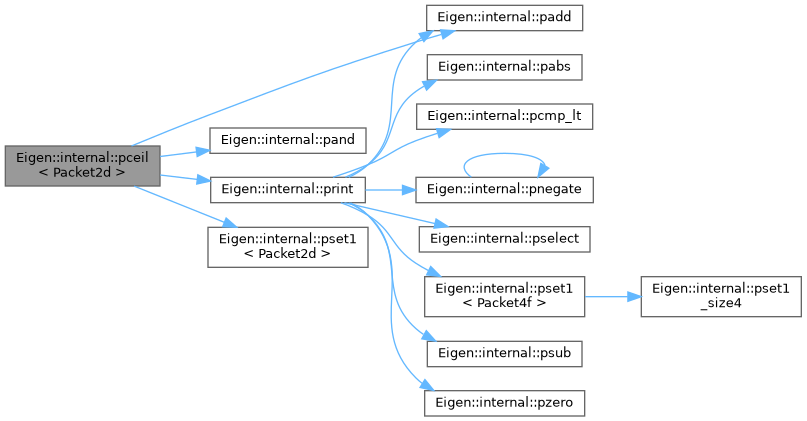 Eigen::internal::pceil
< Packet2d >
Eigen::internal::padd
Eigen::internal::pand
Eigen::internal::print
Eigen::internal::pset1
< Packet2d >
Eigen::internal::pabs
Eigen::internal::pcmp_lt
Eigen::internal::pnegate
Eigen::internal::pselect
Eigen::internal::pset1
< Packet4f >
Eigen::internal::psub
Eigen::internal::pzero
Eigen::internal::pset1
_size4